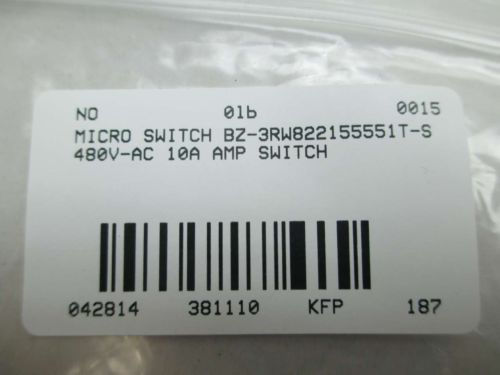 NO 01b 0015
MICRO SWITCH BZ-3RW822155551T-S
480V-AC 10A AMP SWITCH
042814 381110 KFP 187